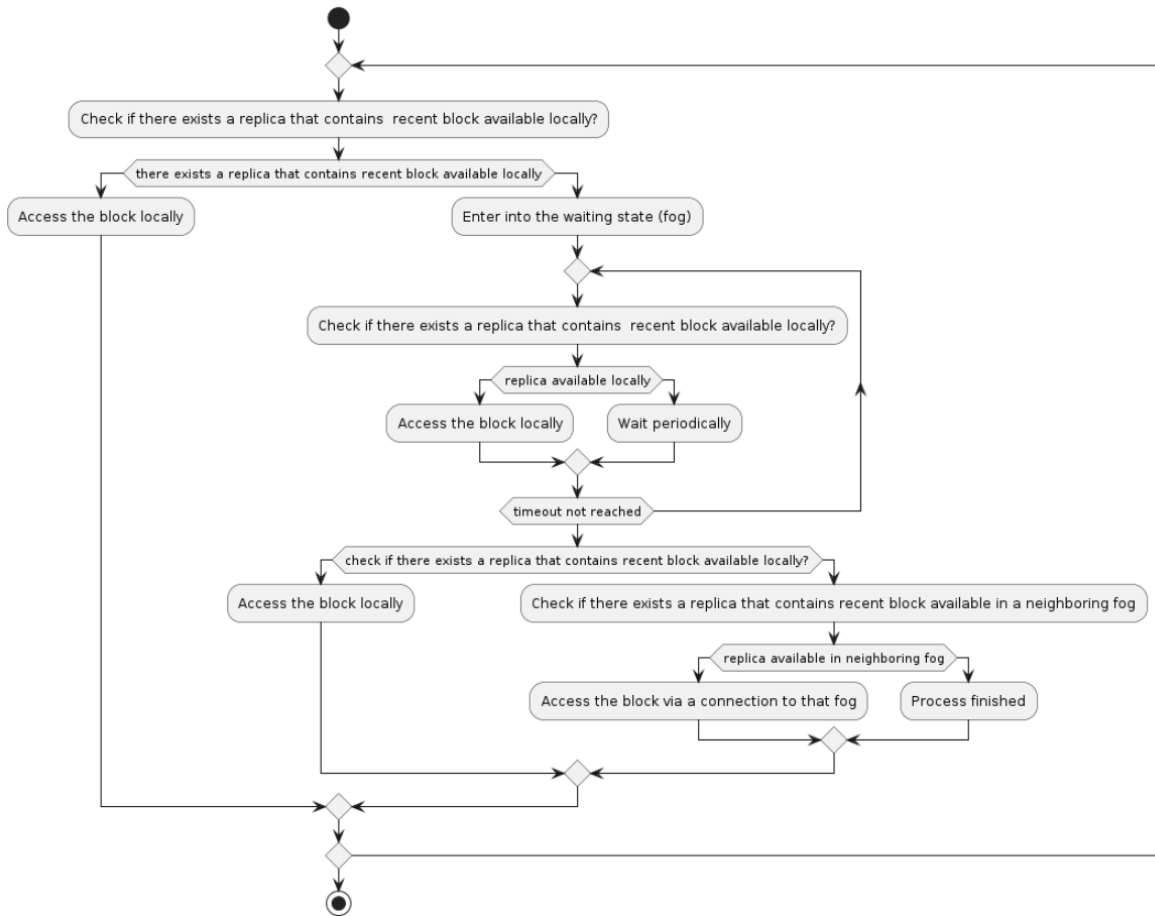 Check if there exists a replica that contains  recent block available locally?
there exists a replica that contains recent block available locally
Access the block locally
Enter into the waiting state (fog)
Check if there exists a replica that contains  recent block available locally?
replica available locally
Access the block locally
Wait periodically
timeout not reached
check if there exists a replica that contains recent block available locally?
Access the block locally
Check if there exists a replica that contains recent block available in a neighboring fog
replica available in neighboring fog
Access the block via a connection to that fog
Process finished